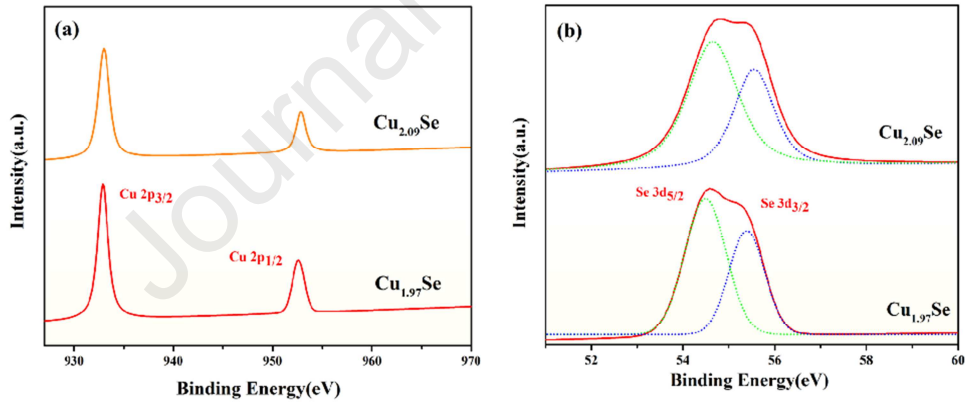 (a)
Journal
Intensity(a.u.)
Cu2.09Se
Cu 2p3/2
Cu 2p1/2
Cu1.97Se
930 940 950 960 970
Binding Energy(eV)
(b)
Intensity(a.u.)
Cu2.09Se
Se 3d5/2
Se 3d3/2
Cu1.97Se
52 54 56 58 60
Binding Energy(eV)